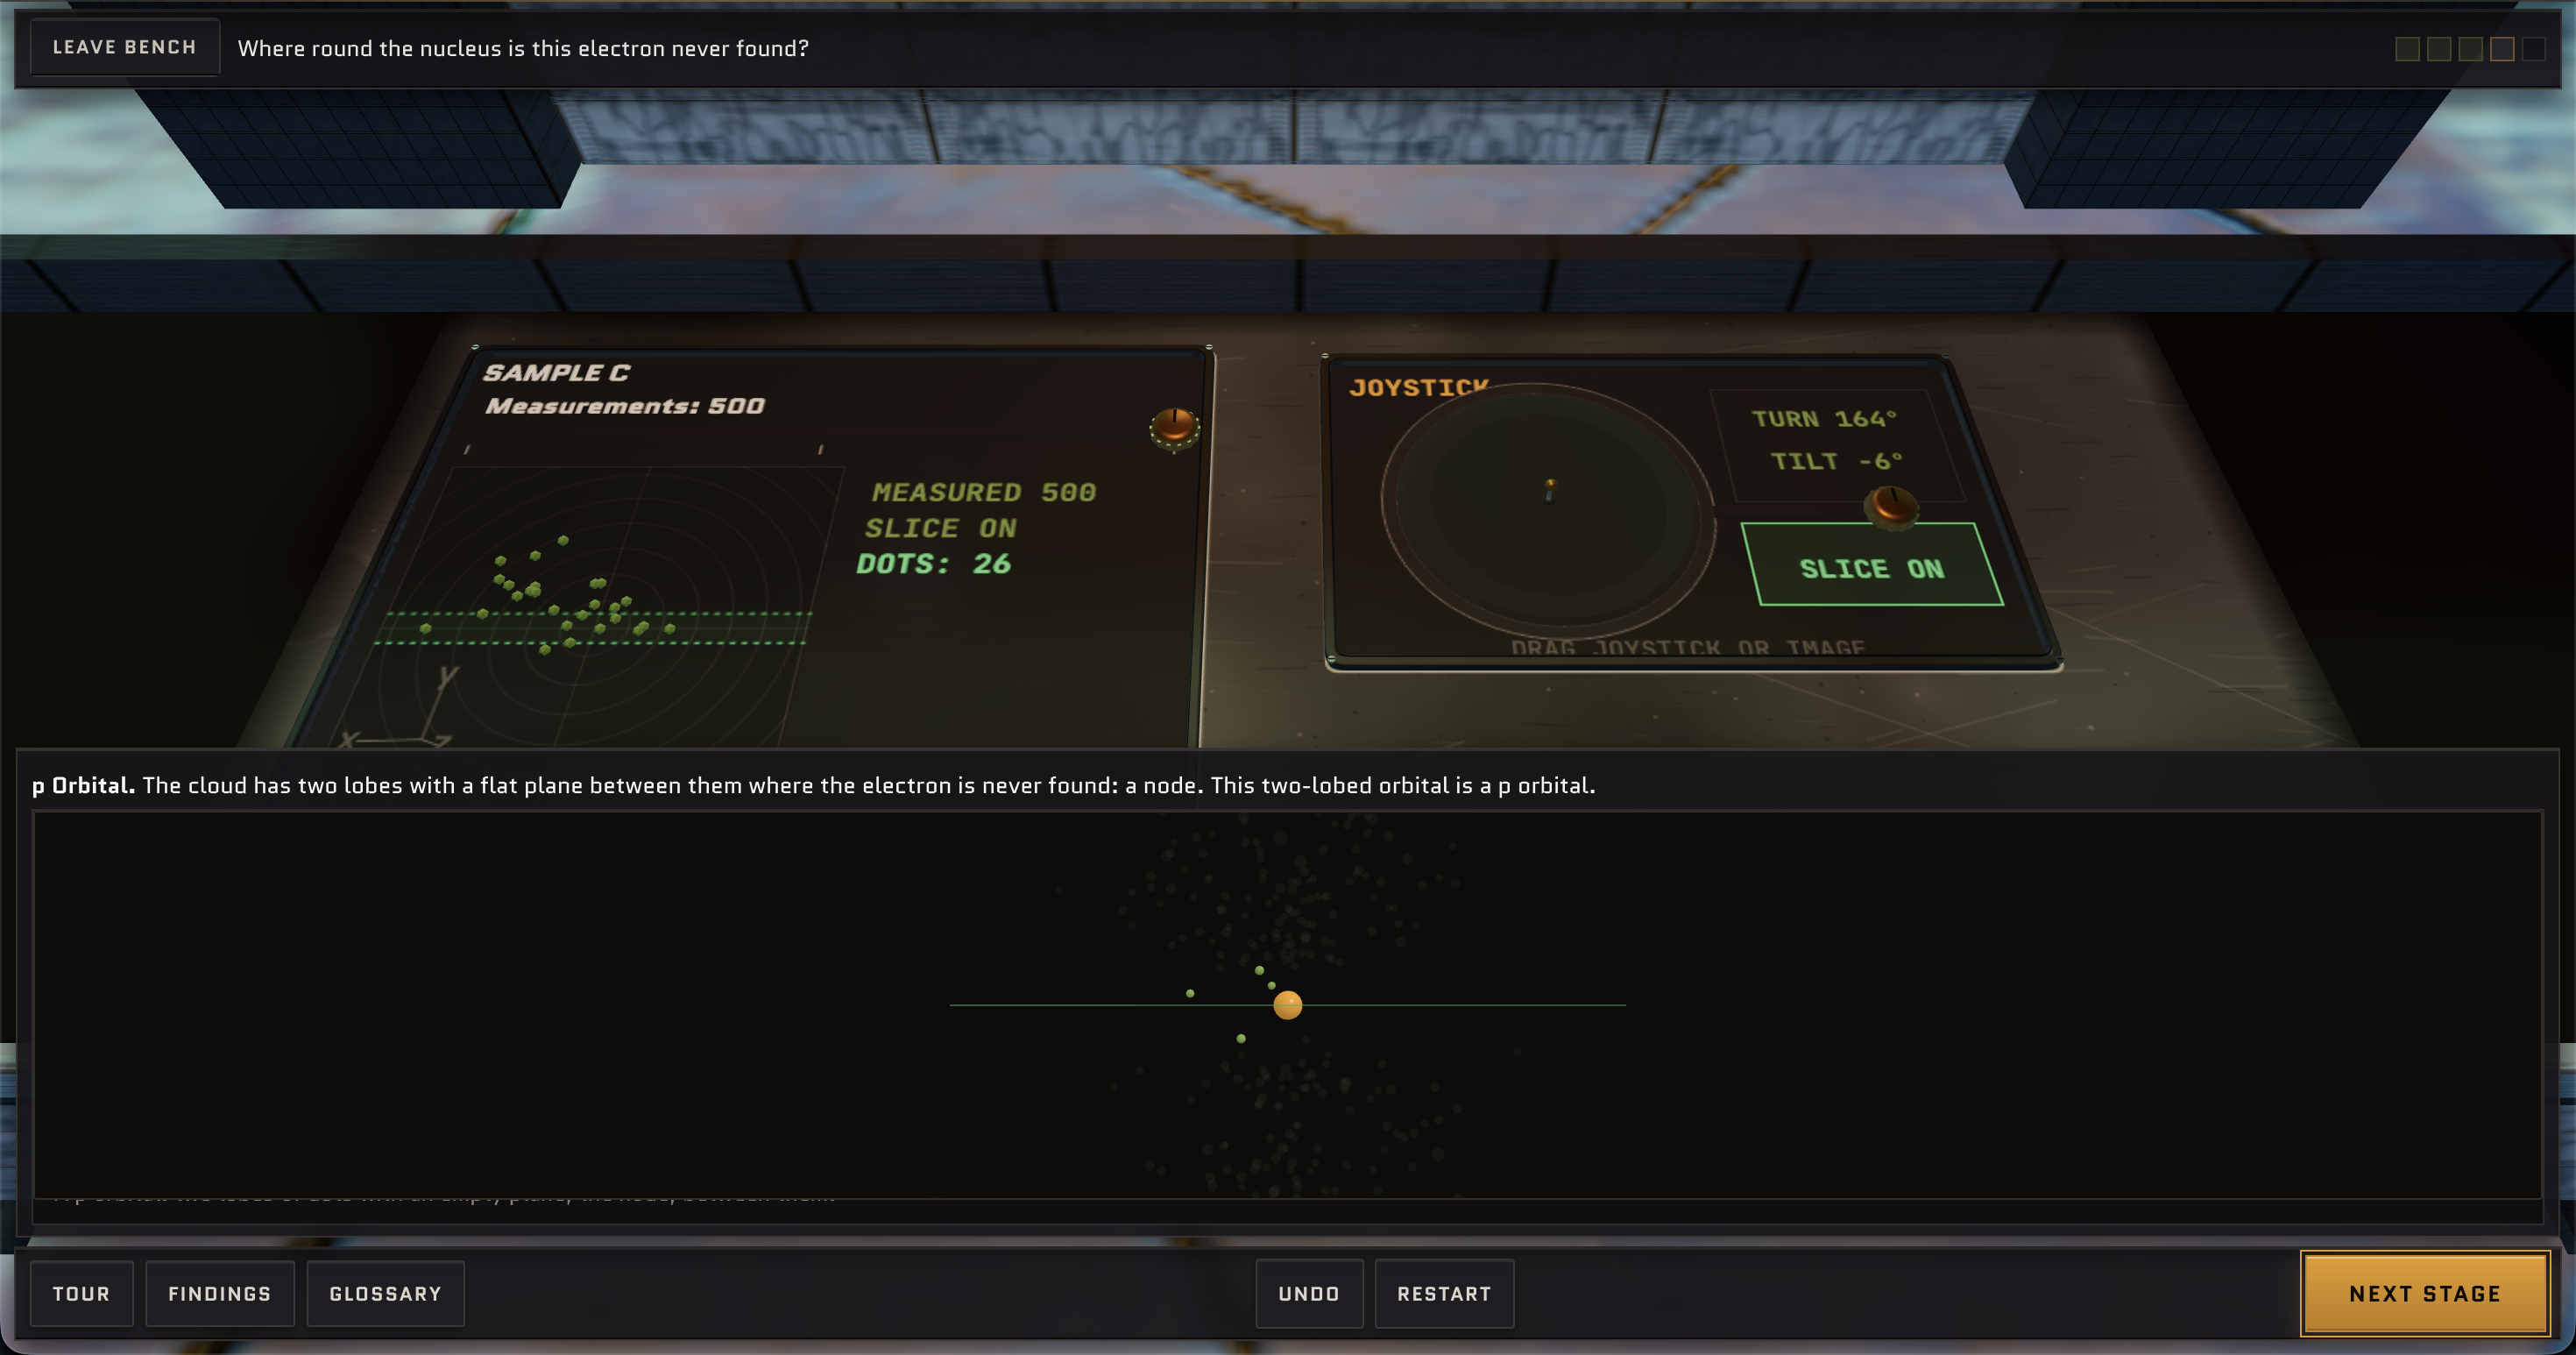 LEAVE BENCH
Where round the nucleus is this electron never found?
SAMPLE C
Measurements: 500
MEASURED 500
SLICE ON
DOTS: 26
y
x
z
JOYSTICK
TURN 164°
TILT -6°
SLICE ON
DRAG JOYSTICK OR IMAGE
p Orbital. The cloud has two lobes with a flat plane between them where the electron is never found: a node. This two-lobed orbital is a p orbital.
TOUR
FINDINGS
GLOSSARY
UNDO
RESTART
NEXT STAGE